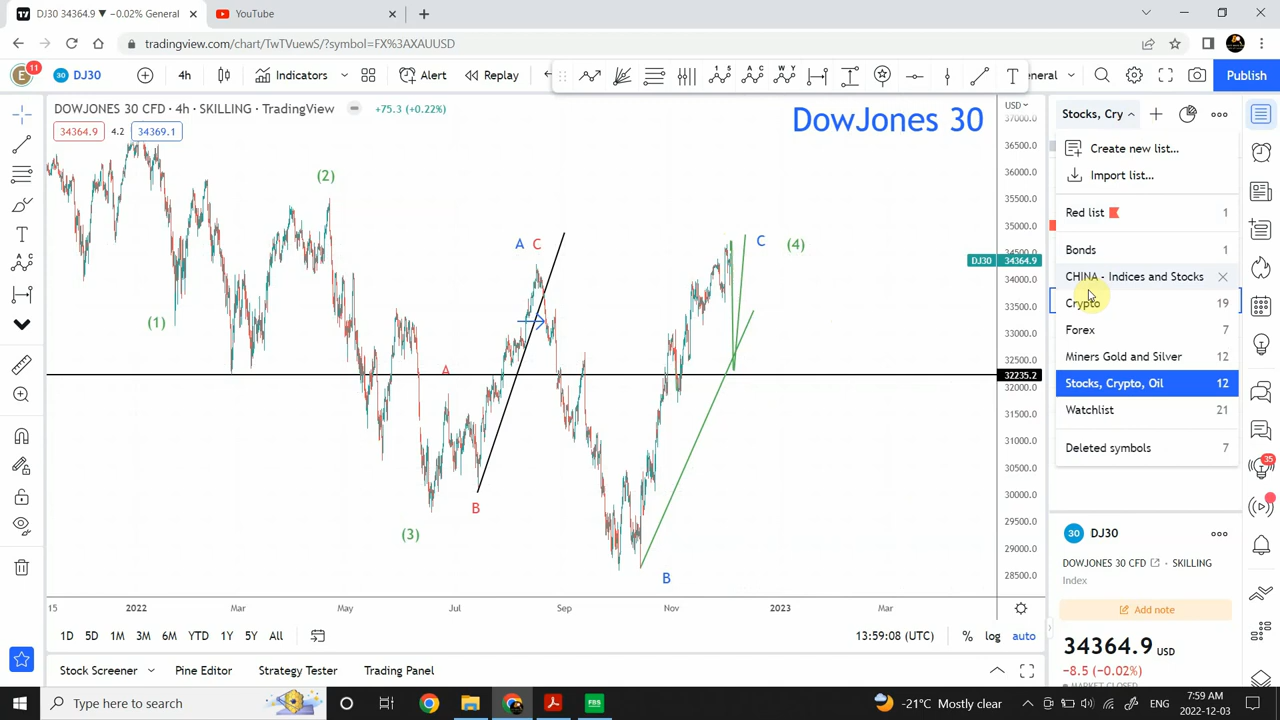 DJ30 34364.9 ▼ −0.02% General
YouTube
tradingview.com/chart/TwTVuewS/?symbol=FX%3AXAUUSD
E 11
30 DJ30
4h
Indicators
Alert
Replay
General
Publish
DOWJONES 30 CFD · 4h · SKILLING · TradingView
+75.3 (+0.22%)
34364.9
4.2
34369.1
DowJones 30
USD
37000.0
36500.0
36000.0
35500.0
35000.0
34500.0
DJ30 34364.9
34000.0
33500.0
33000.0
32500.0
32235.2
32000.0
31500.0
31000.0
30500.0
30000.0
29500.0
29000.0
28500.0
(1)
(2)
(3)
A
B
A
C
B
C
(4)
15
2022
Mar
May
Jul
Sep
Nov
2023
Mar
1D
5D
1M
3M
6M
YTD
1Y
5Y
All
13:59:08 (UTC)
%
log
auto
Stock Screener
Pine Editor
Strategy Tester
Trading Panel
Stocks, Cry
Create new list...
Import list...
Red list 1
Bonds 1
CHINA - Indices and Stocks
Crypto 19
Forex 7
Miners Gold and Silver 12
Stocks, Crypto, Oil 12
Watchlist 21
Deleted symbols 7
35
30 DJ30
DOWJONES 30 CFD · SKILLING
Index
Add note
34364.9 USD
−8.5 (−0.02%)
Type here to search
FBS
-21°C Mostly clear
ENG
7:59 AM
2022-12-03